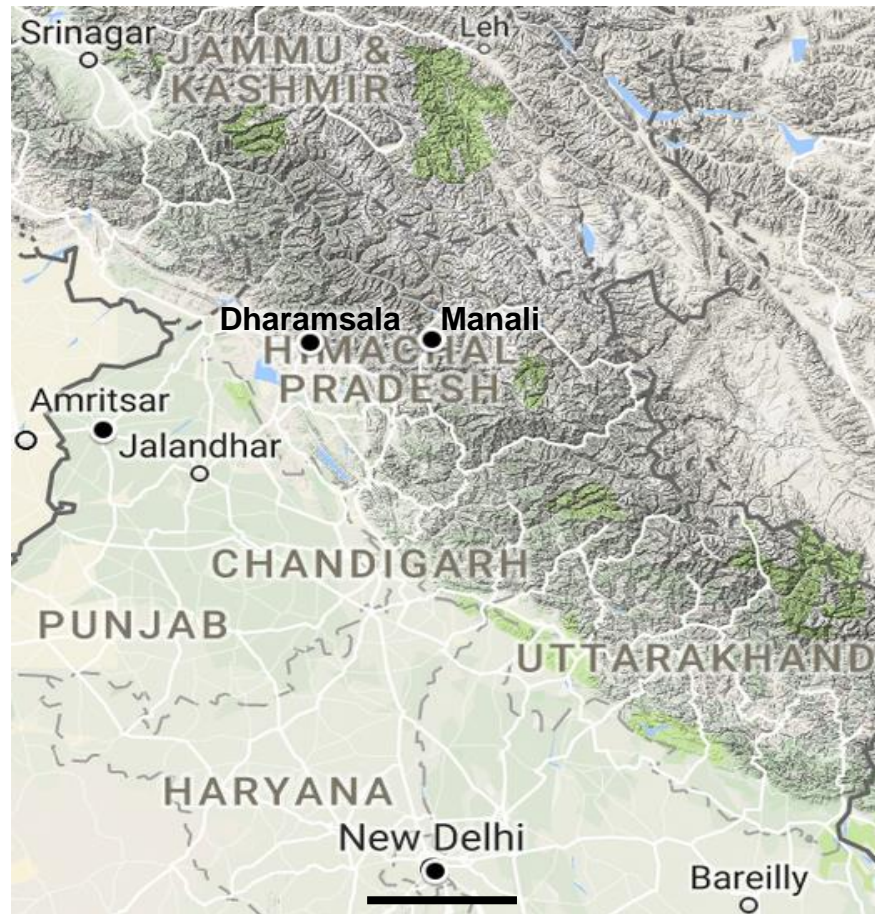 Srinagar
Leh
JAMMU &
KASHMIR
Dharamsala
Manali
HIMACHAL
PRADESH
Amritsar
Jalandhar
CHANDIGARH
PUNJAB
UTTARAKHAND
HARYANA
New Delhi
Bareilly